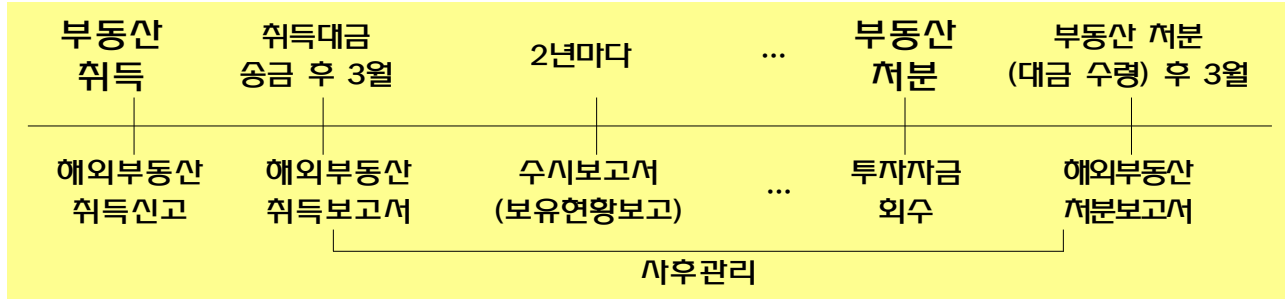 부동산 취득대금 2년마다 ... 부동산 부동산 처분
취득 송금 후 3월 처분 (대금 수령) 후 3월
해외부동산 해외부동산 수시보고서 ... 투자자금 해외부동산
취득신고 취득보고서 (보유현황보고) 회수 처분보고서
사후관리